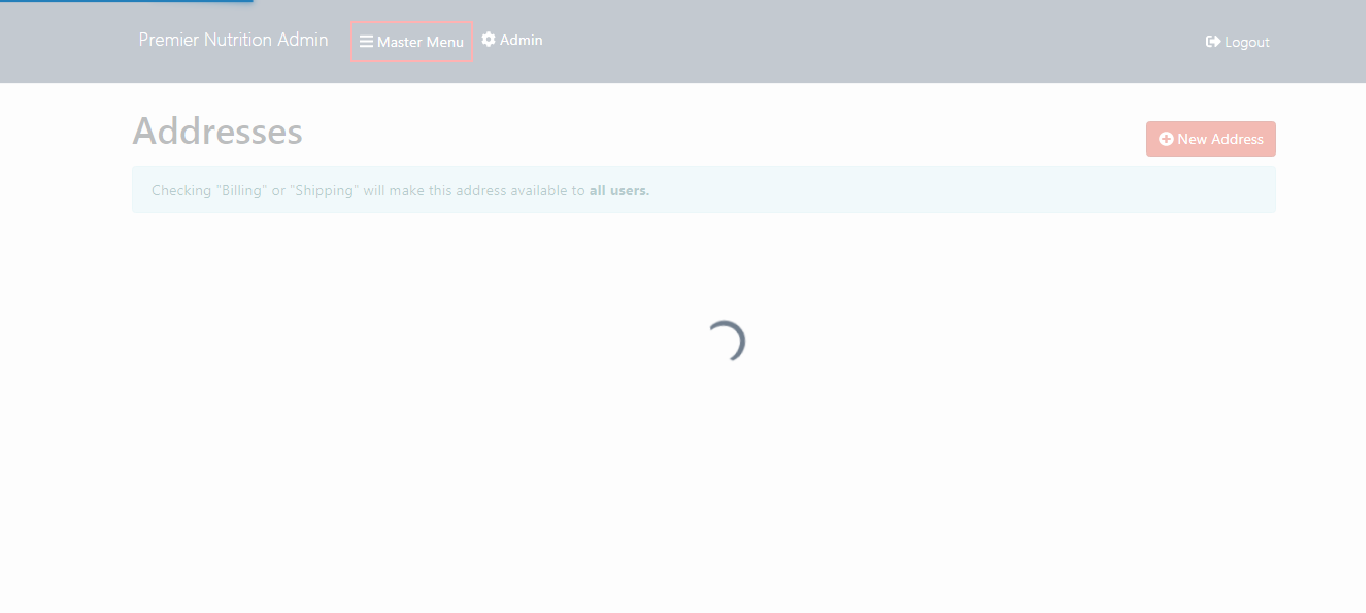 Premier Nutrition Admin
Master Menu
Admin
Logout
Addresses
New Address
Checking "Billing" or "Shipping" will make this address available to all users.